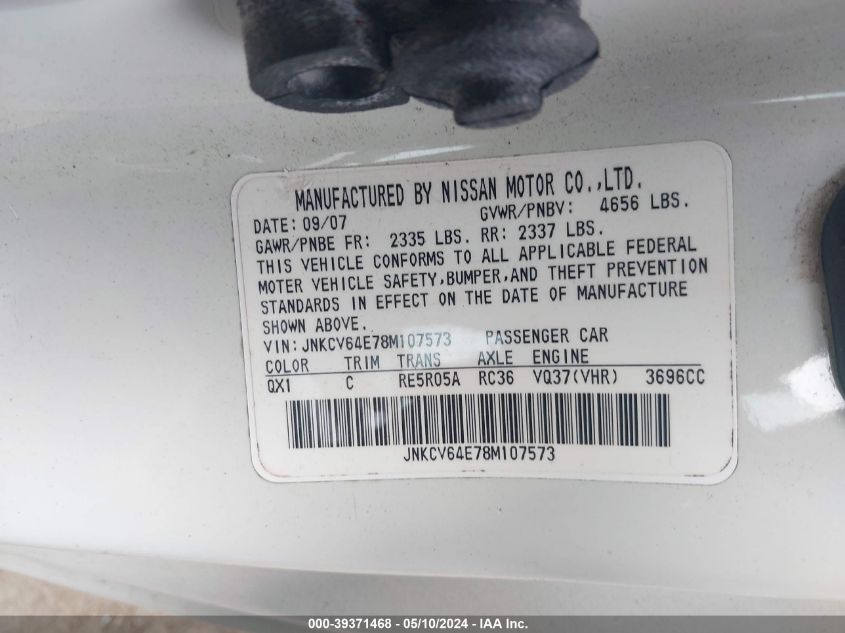 MANUFACTURED BY NISSAN MOTOR CO.,LTD.
DATE: 09/07 GVWR/PNBV: 4656 LBS.
GAWR/PNBE FR: 2335 LBS. RR: 2337 LBS.
THIS VEHICLE CONFORMS TO ALL APPLICABLE FEDERAL
MOTER VEHICLE SAFETY,BUMPER,AND THEFT PREVENTION
STANDARDS IN EFFECT ON THE DATE OF MANUFACTURE
SHOWN ABOVE.
VIN: JNKCV64E78M107573 PASSENGER CAR
COLOR TRIM TRANS AXLE ENGINE
QX1 C RE5R05A RC36 VQ37(VHR) 3696CC
JNKCV64E78M107573
000-39371468 - 05/10/2024 - IAA Inc.